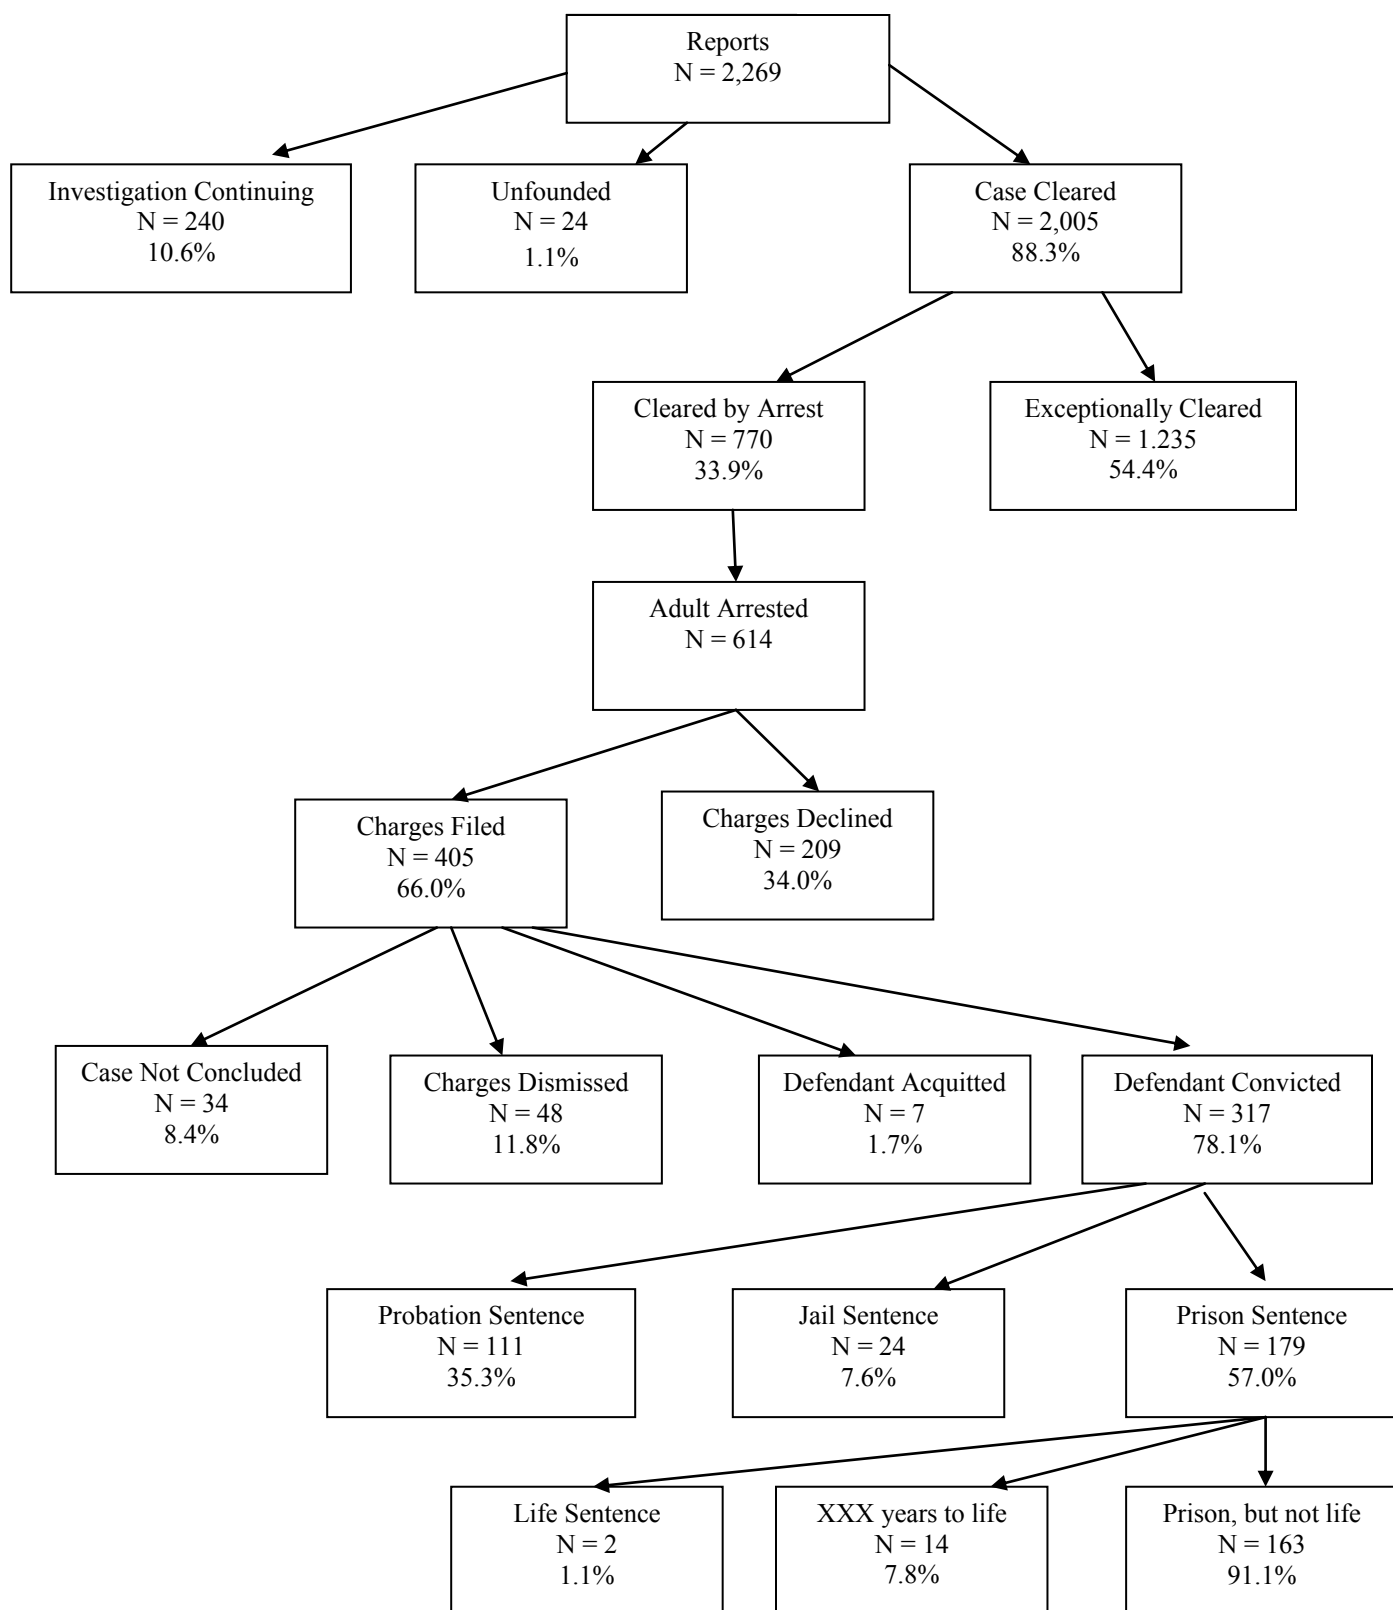 Reports
N = 2,269
Investigation Continuing
N = 240
10.6%
Unfounded
N = 24
1.1%
Case Cleared
N = 2,005
88.3%
Cleared by Arrest
N = 770
33.9%
Exceptionally Cleared
N = 1.235
54.4%
Adult Arrested
N = 614
Charges Filed
N = 405
66.0%
Charges Declined
N = 209
34.0%
Case Not Concluded
N = 34
8.4%
Charges Dismissed
N = 48
11.8%
Defendant Acquitted
N = 7
1.7%
Defendant Convicted
N = 317
78.1%
Probation Sentence
N = 111
35.3%
Jail Sentence
N = 24
7.6%
Prison Sentence
N = 179
57.0%
Life Sentence
N = 2
1.1%
XXX years to life
N = 14
7.8%
Prison, but not life
N = 163
91.1%